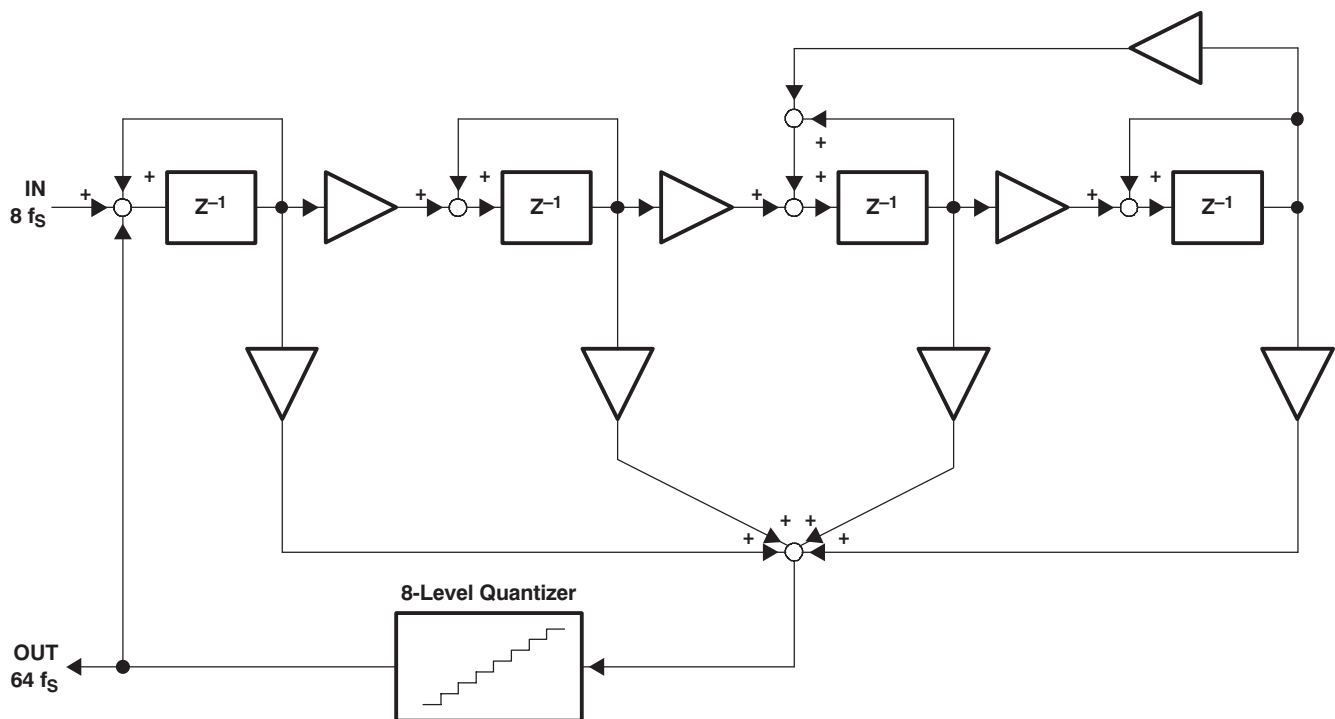 +
+
+
+
+
+
+
+
+
IN
8 fS
Z–1
Z–1
Z–1
Z–1
+
+
+
+
8-Level Quantizer
OUT
64 fS